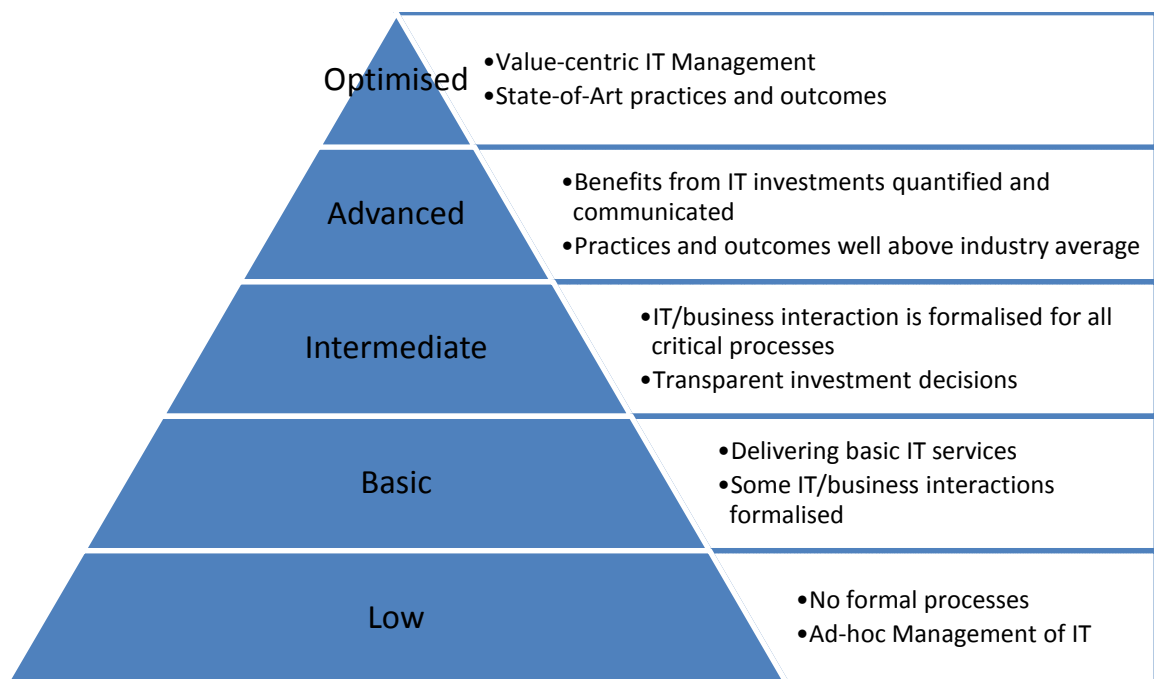 Optimised
•Value-centric IT Management
•State-of-Art practices and outcomes
Advanced
•Benefits from IT investments quantified and
communicated
•Practices and outcomes well above industry average
Intermediate
•IT/business interaction is formalised for all
critical processes
•Transparent investment decisions
Basic
•Delivering basic IT services
•Some IT/business interactions
formalised
Low
•No formal processes
•Ad-hoc Management of IT